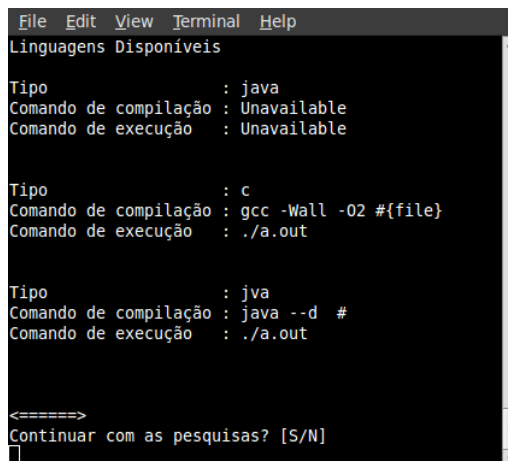 File Edit View Terminal Help
Linguagens Disponíveis
Tipo : java
Comando de compilação : Unavailable
Comando de execução : Unavailable
Tipo : c
Comando de compilação : gcc -Wall -O2 #{file}
Comando de execução : ./a.out
Tipo : jva
Comando de compilação : java --d #
Comando de execução : ./a.out
<======>
Continuar com as pesquisas? [S/N]